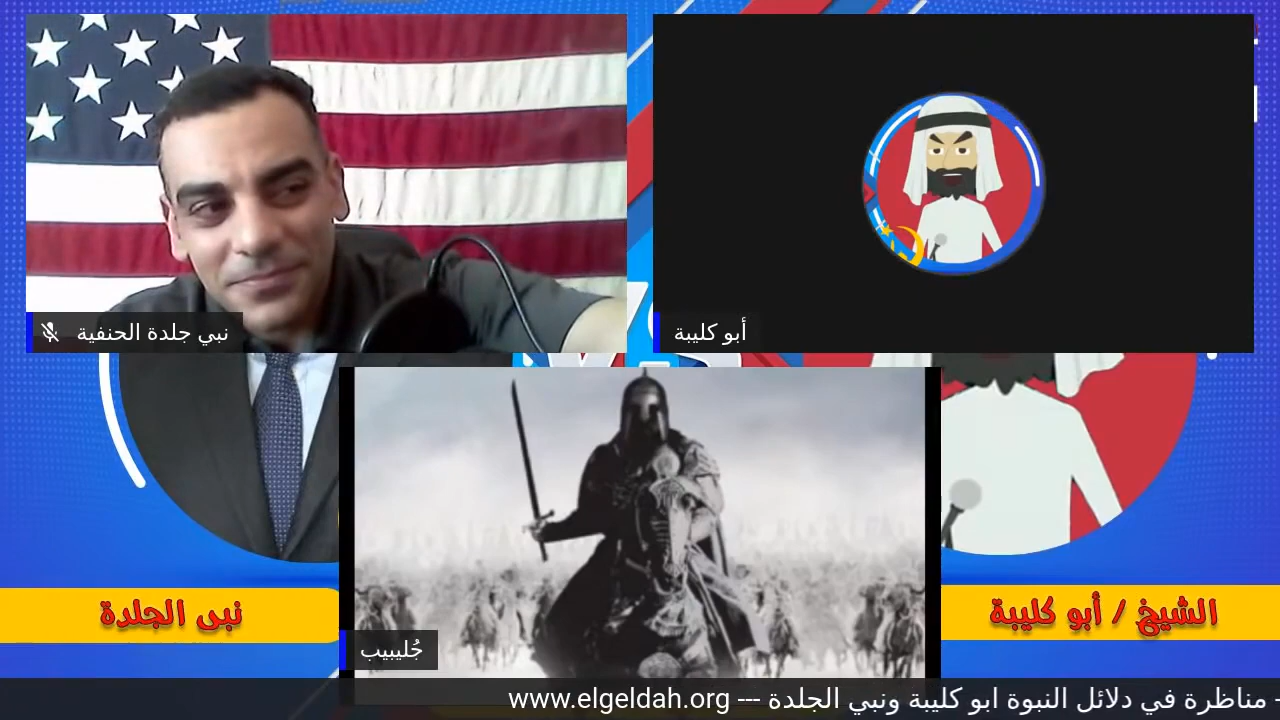 نبي جلدة الحنفية
أبو كليبة
نبي الجلدة
الشيخ / أبو كليبة
جُليبيب
مناظرة في دلائل النبوة ابو كليبة ونبي الجلدة --- www.elgeldah.org